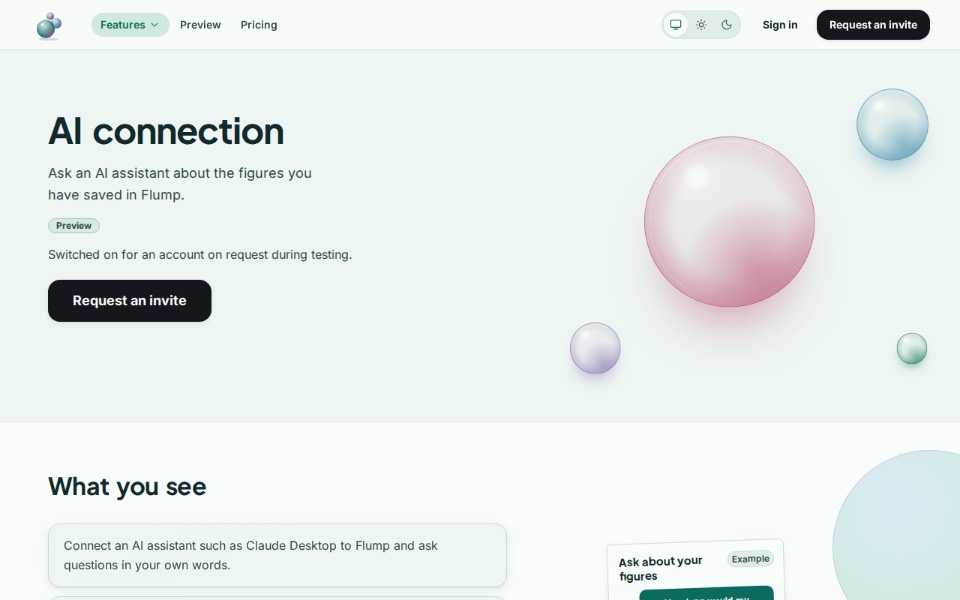 Features
Preview
Pricing
Sign in
Request an invite
AI connection
Ask an AI assistant about the figures you
have saved in Flump.
Preview
Switched on for an account on request during testing.
Request an invite
What you see
Connect an AI assistant such as Claude Desktop to Flump and ask
questions in your own words.
Ask about your
figures
Example